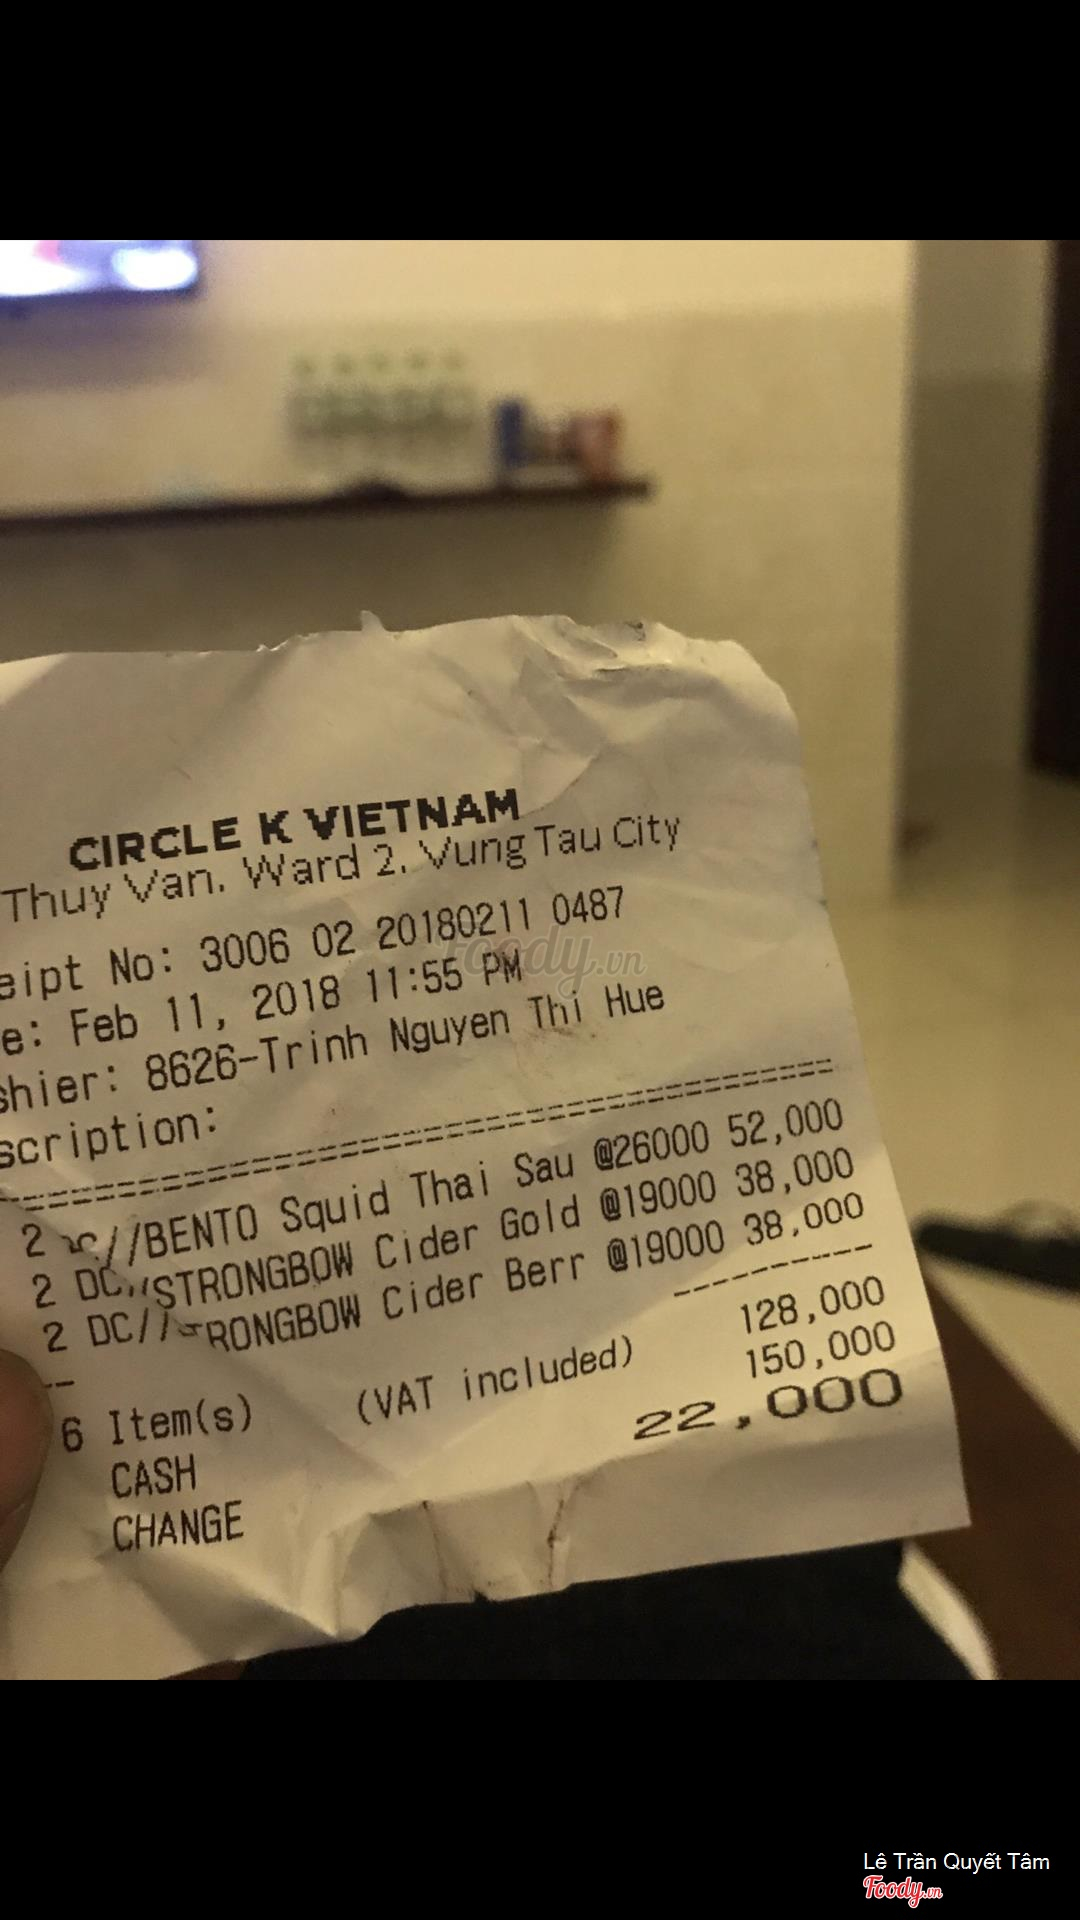 CIRCLE K VIETNAM
Thuy Van. Ward 2. Vung Tau City
eipt No: 3006 02 20180211 0487
e: Feb 11, 2018 11:55 PM
shier: 8626-Trinh Nguyen Thi Hue
scription:
2 DC//BENTO Squid Thai Sau @26000 52,000
2 DC//STRONGBOW Cider Gold @19000 38,000
2 DC//STRONGBOW Cider Berr @19000 38,000
6 Item(s) (VAT included) 128,000
CASH 150,000
CHANGE 22,000
Foody.vn
Lê Trần Quyết Tâm
Foody.vn